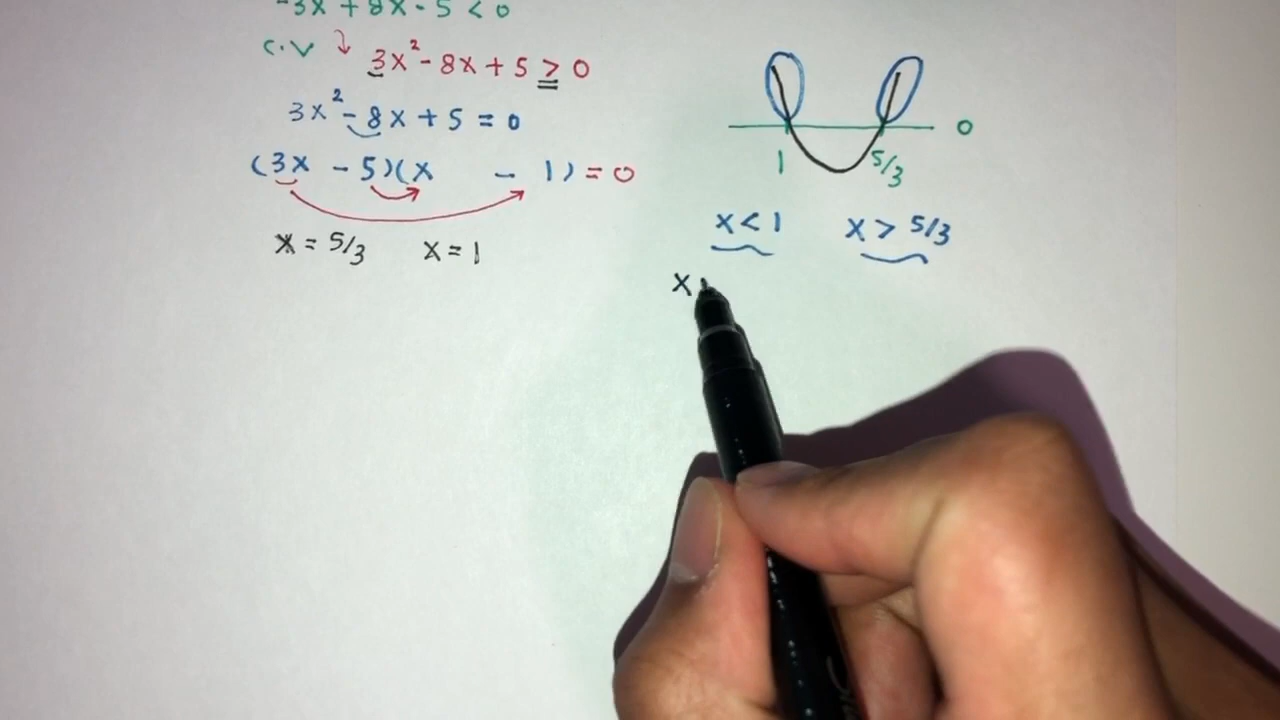 -3x + 8x - 5 < 0
C.V
3x² - 8x + 5 ≥ 0
3x² - 8x + 5 = 0
(3x - 5)(x - 1) = 0
x = 5/3 x = 1
0
1 5/3
x < 1 x > 5/3
x